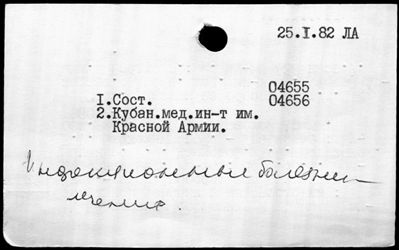 25.I.82 ЛА
04655
I.Сост. 04656
2.Кубан.мед.ин-т им.
Красной Армии.
Инфекционные болезни -
лечение.